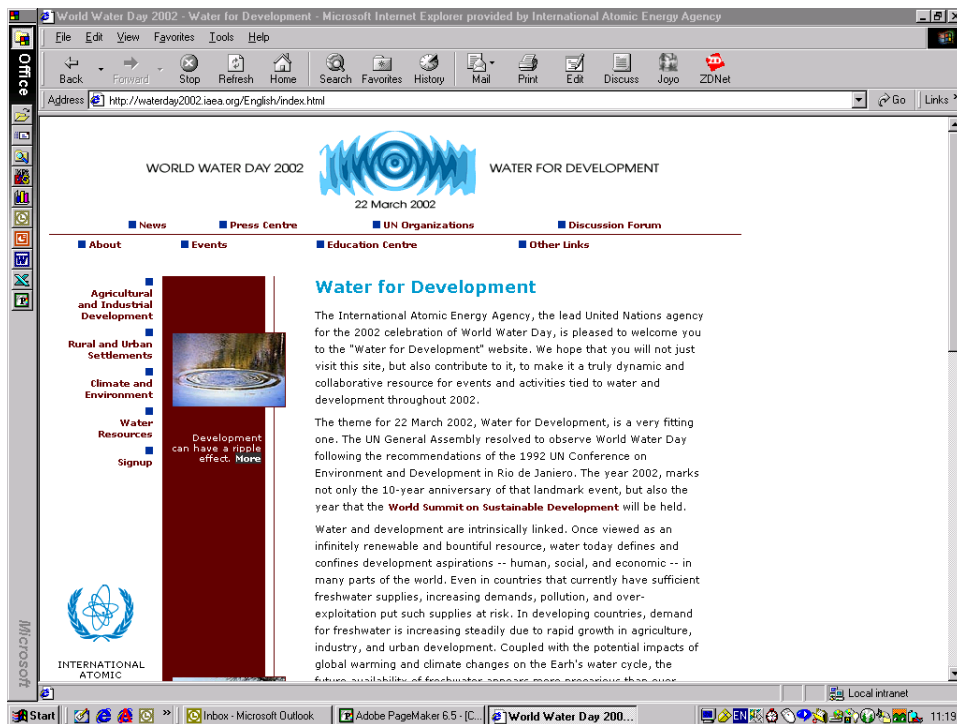 World Water Day 2002 - Water for Development - Microsoft Internet Explorer provided by International Atomic Energy Agency
File Edit View Favorites Tools Help
Back Forward Stop Refresh Home Search Favorites History Mail Print Edit Discuss Joyo ZDNet
Address http://waterday2002.iaea.org/English/index.html Go Links
Office
Microsoft
WORLD WATER DAY 2002 WATER FOR DEVELOPMENT
22 March 2002
News Press Centre UN Organizations Discussion Forum
About Events Education Centre Other Links
Agricultural
and Industrial
Development
Rural and Urban
Settlements
Climate and
Environment
Water
Resources
Signup
Development
can have a ripple
effect. More
INTERNATIONAL
ATOMIC
Water for Development
The International Atomic Energy Agency, the lead United Nations agency
for the 2002 celebration of World Water Day, is pleased to welcome you
to the "Water for Development" website. We hope that you will not just
visit this site, but also contribute to it, to make it a truly dynamic and
collaborative resource for events and activities tied to water and
development throughout 2002.
The theme for 22 March 2002, Water for Development, is a very fitting
one. The UN General Assembly resolved to observe World Water Day
following the recommendations of the 1992 UN Conference on
Environment and Development in Rio de Janiero. The year 2002, marks
not only the 10-year anniversary of that landmark event, but also the
year that the World Summit on Sustainable Development will be held.
Water and development are intrinsically linked. Once viewed as an
infinitely renewable and bountiful resource, water today defines and
confines development aspirations -- human, social, and economic -- in
many parts of the world. Even in countries that currently have sufficient
freshwater supplies, increasing demands, pollution, and over-
exploitation put such supplies at risk. In developing countries, demand
for freshwater is increasing steadily due to rapid growth in agriculture,
industry, and urban development. Coupled with the potential impacts of
global warming and climate changes on the Earh's water cycle, the
future availability of freshwater appears more precarious than ever
Local intranet
Start » Inbox - Microsoft Outlook Adobe PageMaker 6.5 - [C... World Water Day 200... EN 11:19